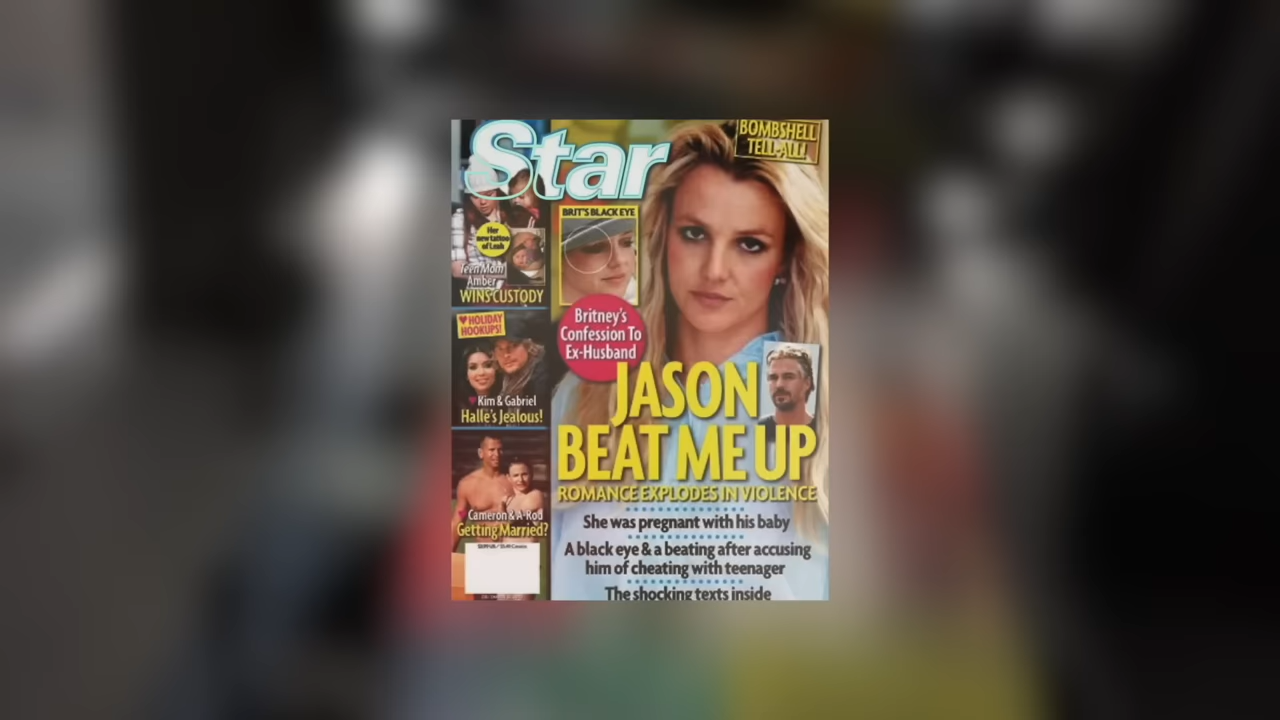 Star
BOMBSHELL
TELL-ALL!
BRIT'S BLACK EYE
Her
new tattoo
of Leah
Teen Mom
Amber
WINS CUSTODY
HOLIDAY
HOOKUPS!
Kim & Gabriel
Halle's Jealous!
Cameron & A-Rod
Getting Married?
Britney's
Confession To
Ex-Husband
JASON
BEAT ME UP
ROMANCE EXPLODES IN VIOLENCE
She was pregnant with his baby
A black eye & a beating after accusing
him of cheating with teenager
The shocking texts inside